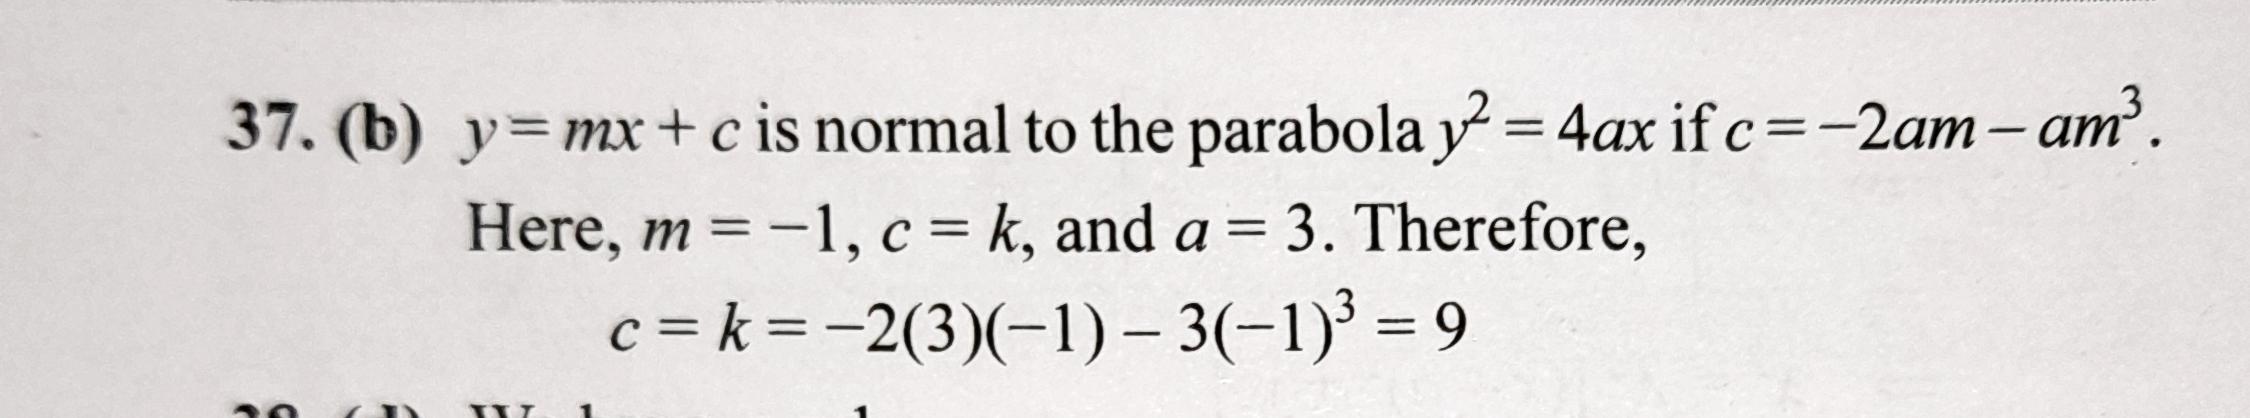 37. (b) y = mx + c is normal to the parabola y² = 4ax if c = −2am − am³.
Here, m = −1, c = k, and a = 3. Therefore,
c = k = −2(3)(−1) − 3(−1)³ = 9